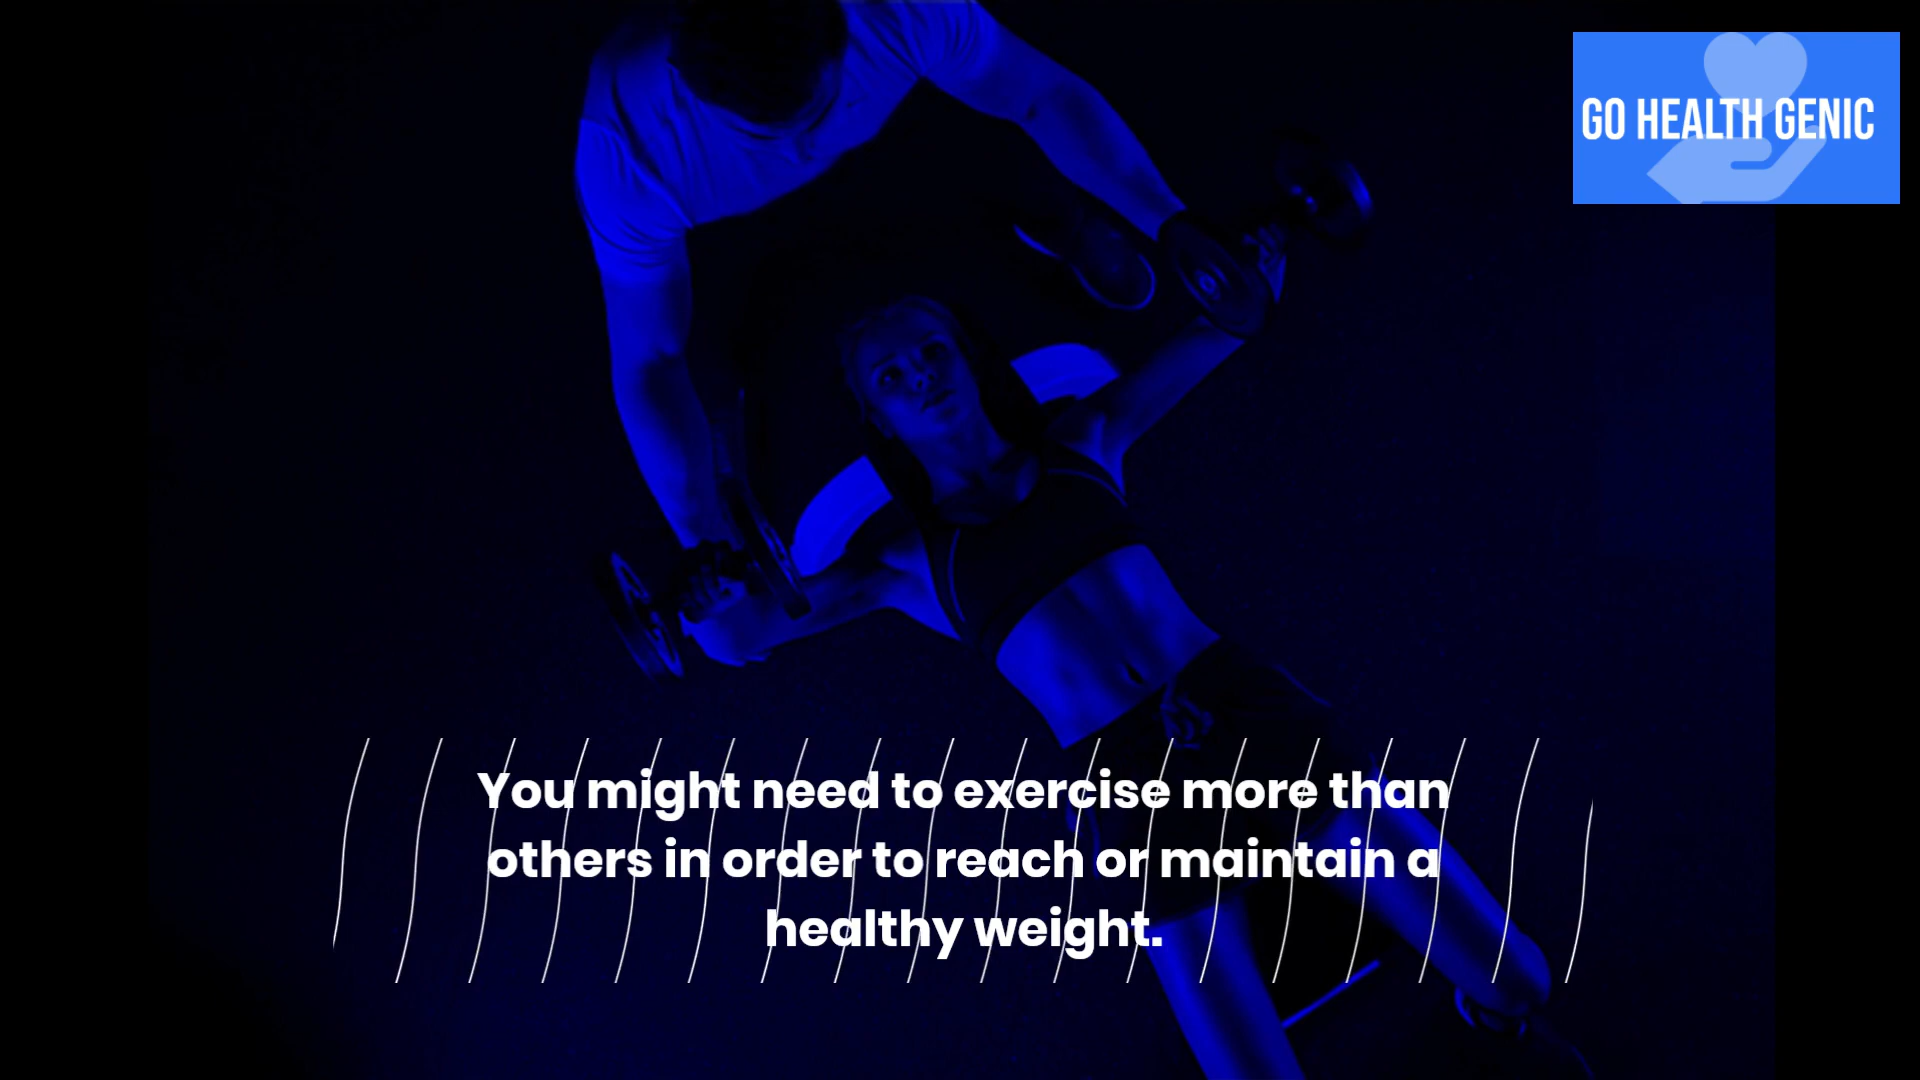 GO HEALTH GENIC
You might need to exercise more than
others in order to reach or maintain a
healthy weight.